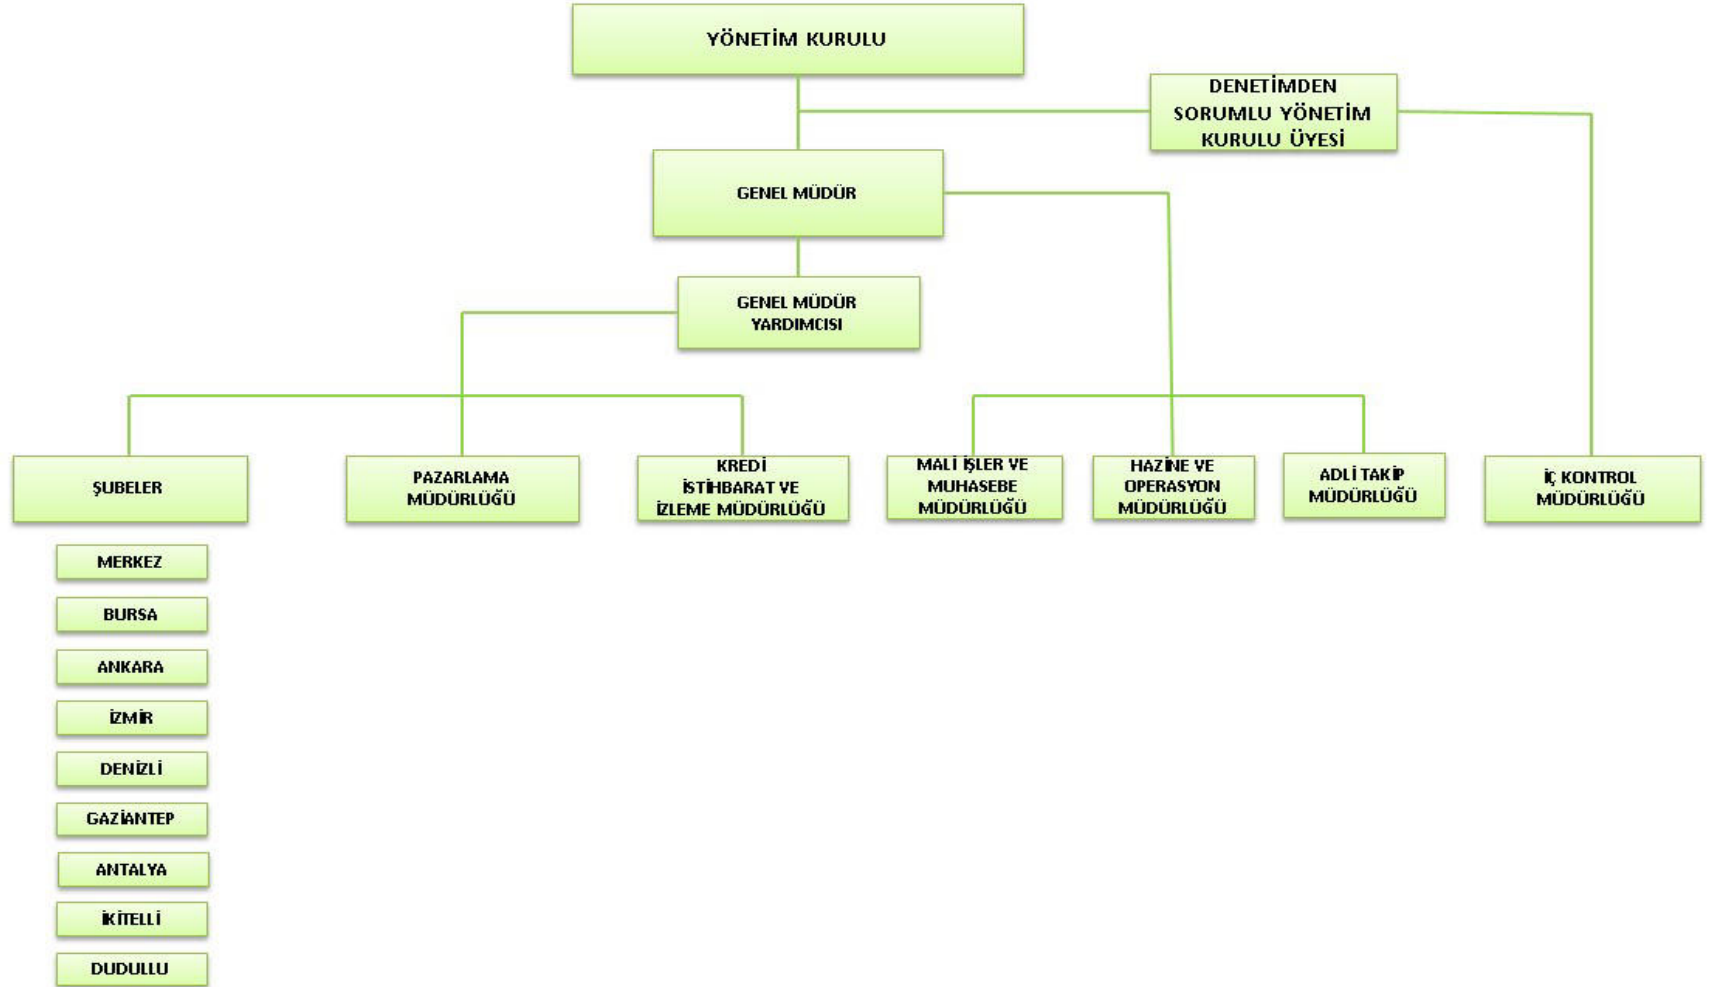 YÖNETİM KURULU
DENETİMDEN
SORUMLU YÖNETİM
KURULU ÜYESİ
GENEL MÜDÜR
GENEL MÜDÜR
YARDIMCISI
ŞUBELER
PAZARLAMA
MÜDÜRLÜĞÜ
KREDİ
İSTİHBARAT VE
İZLEME MÜDÜRLÜĞÜ
MALİ İŞLER VE
MUHASEBE
MÜDÜRLÜĞÜ
HAZİNE VE
OPERASYON
MÜDÜRLÜĞÜ
ADLİ TAKİP
MÜDÜRLÜĞÜ
İÇ KONTROL
MÜDÜRLÜĞÜ
MERKEZ
BURSA
ANKARA
İZMİR
DENİZLİ
GAZİANTEP
ANTALYA
İKİTELLİ
DUDULLU